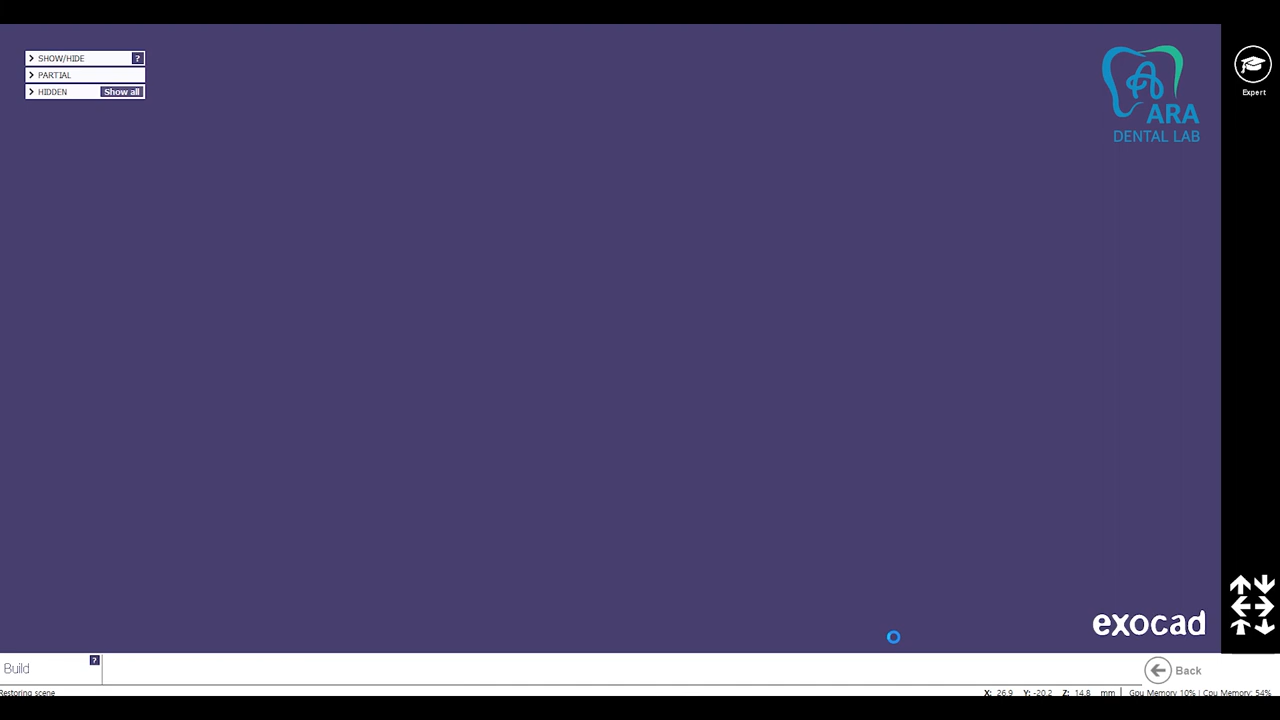 SHOW/HIDE ?
PARTIAL
HIDDEN Show all
ARA
DENTAL LAB
Expert
exocad
Build ?
Back
Restoring scene
X: 26.9 Y: -20.2 Z: 14.8 mm | Gpu Memory 10% | Cpu Memory: 54%